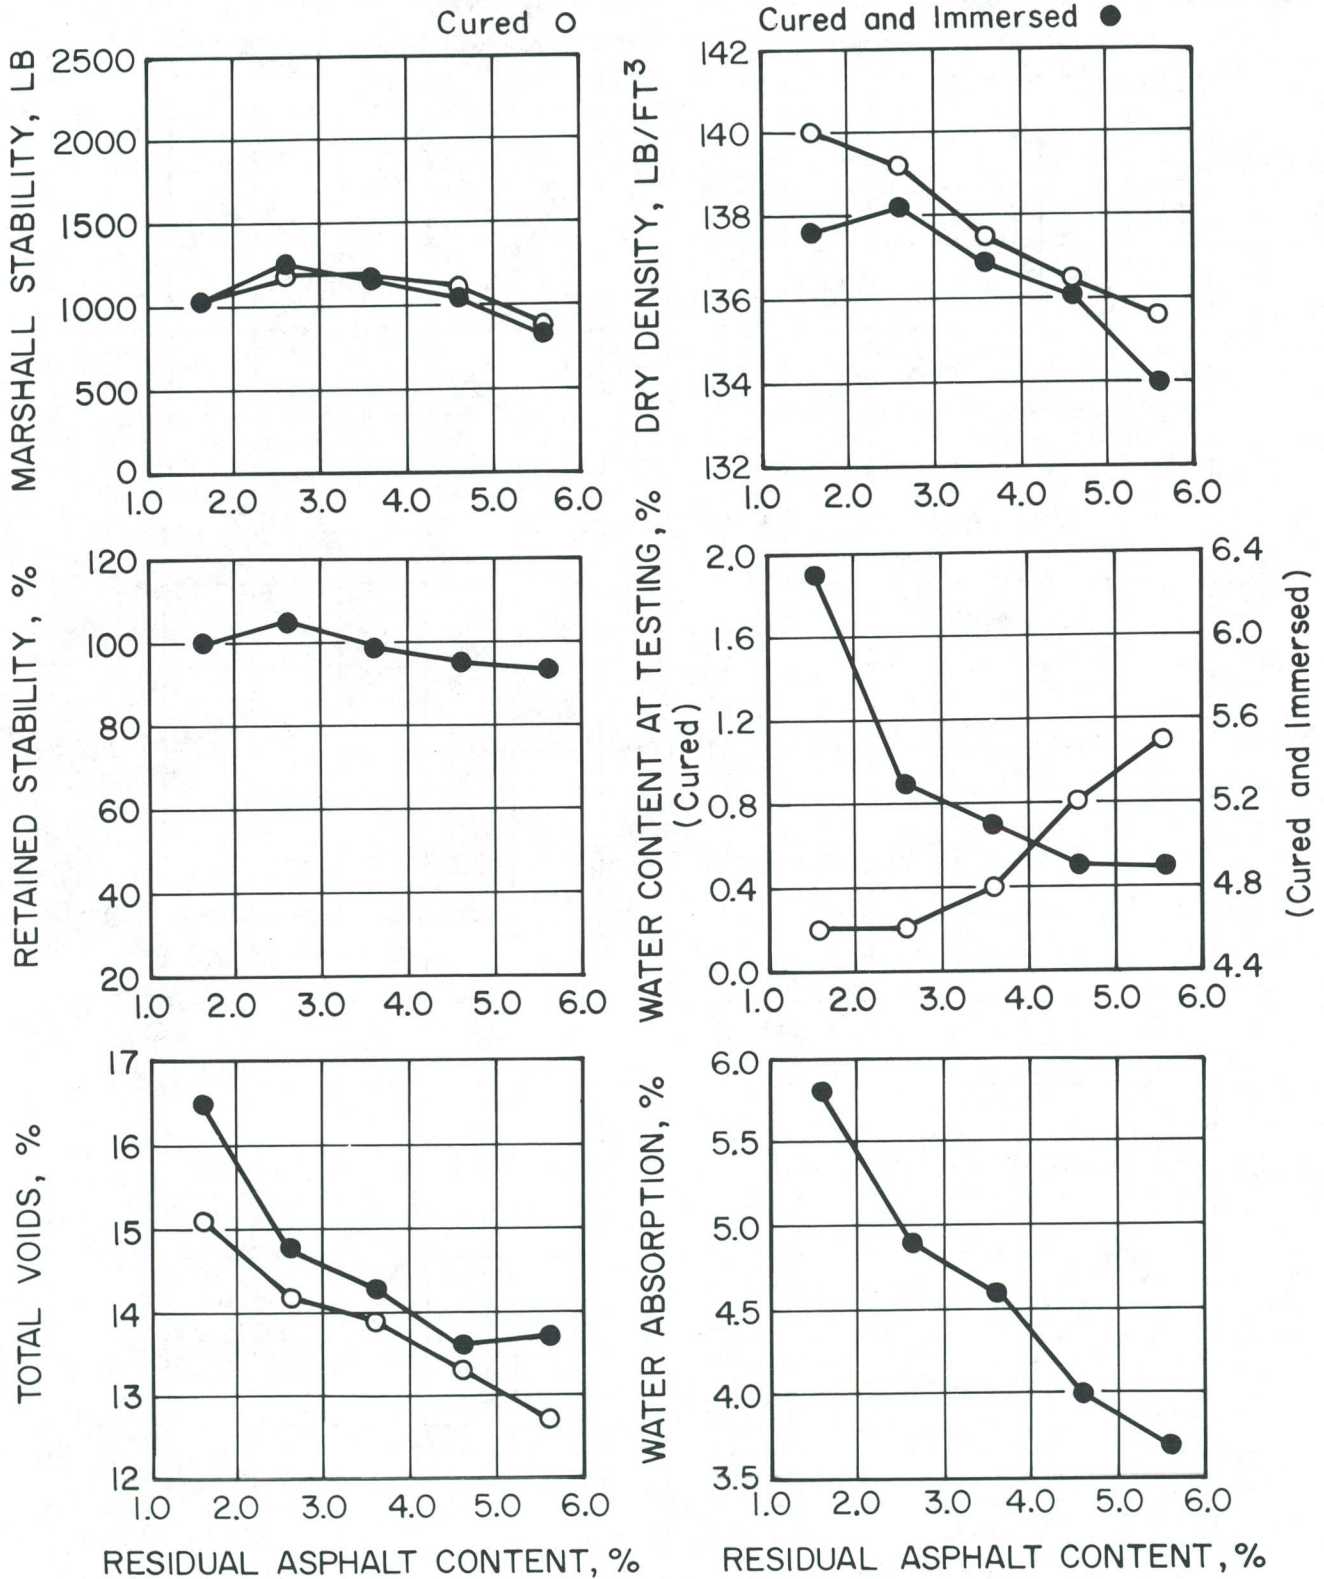 Cured O
Cured and Immersed ●
MARSHALL STABILITY, LB
2500
2000
1500
1000
500
0
1.0 2.0 3.0 4.0 5.0 6.0
DRY DENSITY, LB/FT³
142
140
138
136
134
132
1.0 2.0 3.0 4.0 5.0 6.0
RETAINED STABILITY, %
120
100
80
60
40
20
1.0 2.0 3.0 4.0 5.0 6.0
WATER CONTENT AT TESTING, %
(Cured)
2.0
1.6
1.2
0.8
0.4
0.0
1.0 2.0 3.0 4.0 5.0 6.0
6.4
6.0
5.6
5.2
4.8
4.4
(Cured and Immersed)
TOTAL VOIDS, %
17
16
15
14
13
12
1.0 2.0 3.0 4.0 5.0 6.0
RESIDUAL ASPHALT CONTENT, %
WATER ABSORPTION, %
6.0
5.5
5.0
4.5
4.0
3.5
1.0 2.0 3.0 4.0 5.0 6.0
RESIDUAL ASPHALT CONTENT, %